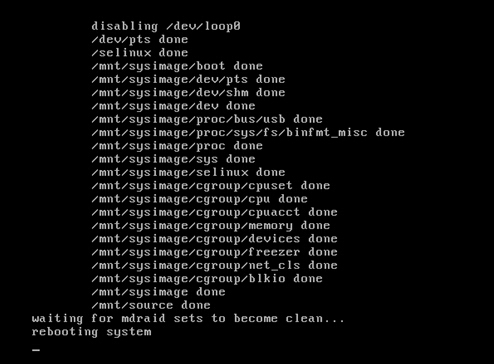 disabling /dev/loop0
/dev/pts done
/selinux done
/mnt/sysimage/boot done
/mnt/sysimage/dev/pts done
/mnt/sysimage/dev/shm done
/mnt/sysimage/dev done
/mnt/sysimage/proc/bus/usb done
/mnt/sysimage/proc/sys/fs/binfmt_misc done
/mnt/sysimage/proc done
/mnt/sysimage/sys done
/mnt/sysimage/selinux done
/mnt/sysimage/cgroup/cpuset done
/mnt/sysimage/cgroup/cpu done
/mnt/sysimage/cgroup/cpuacct done
/mnt/sysimage/cgroup/memory done
/mnt/sysimage/cgroup/devices done
/mnt/sysimage/cgroup/freezer done
/mnt/sysimage/cgroup/net_cls done
/mnt/sysimage/cgroup/blkio done
/mnt/sysimage done
/mnt/source done
waiting for mdraid sets to become clean...
rebooting system